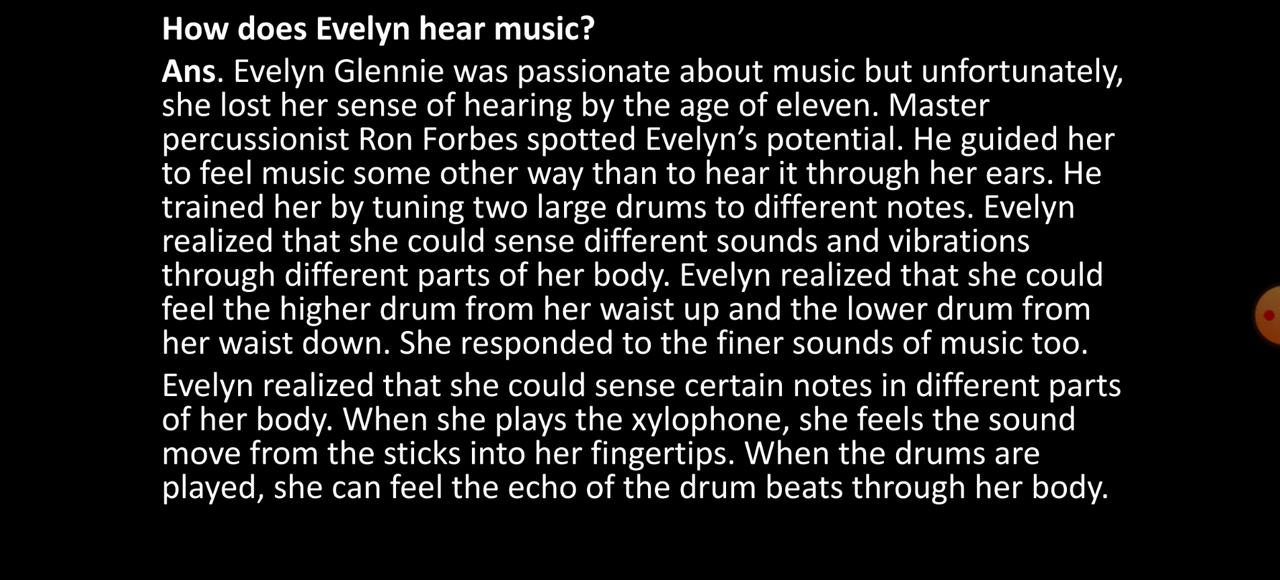 How does Evelyn hear music?
Ans. Evelyn Glennie was passionate about music but unfortunately,
she lost her sense of hearing by the age of eleven. Master
percussionist Ron Forbes spotted Evelyn’s potential. He guided her
to feel music some other way than to hear it through her ears. He
trained her by tuning two large drums to different notes. Evelyn
realized that she could sense different sounds and vibrations
through different parts of her body. Evelyn realized that she could
feel the higher drum from her waist up and the lower drum from
her waist down. She responded to the finer sounds of music too.
Evelyn realized that she could sense certain notes in different parts
of her body. When she plays the xylophone, she feels the sound
move from the sticks into her fingertips. When the drums are
played, she can feel the echo of the drum beats through her body.